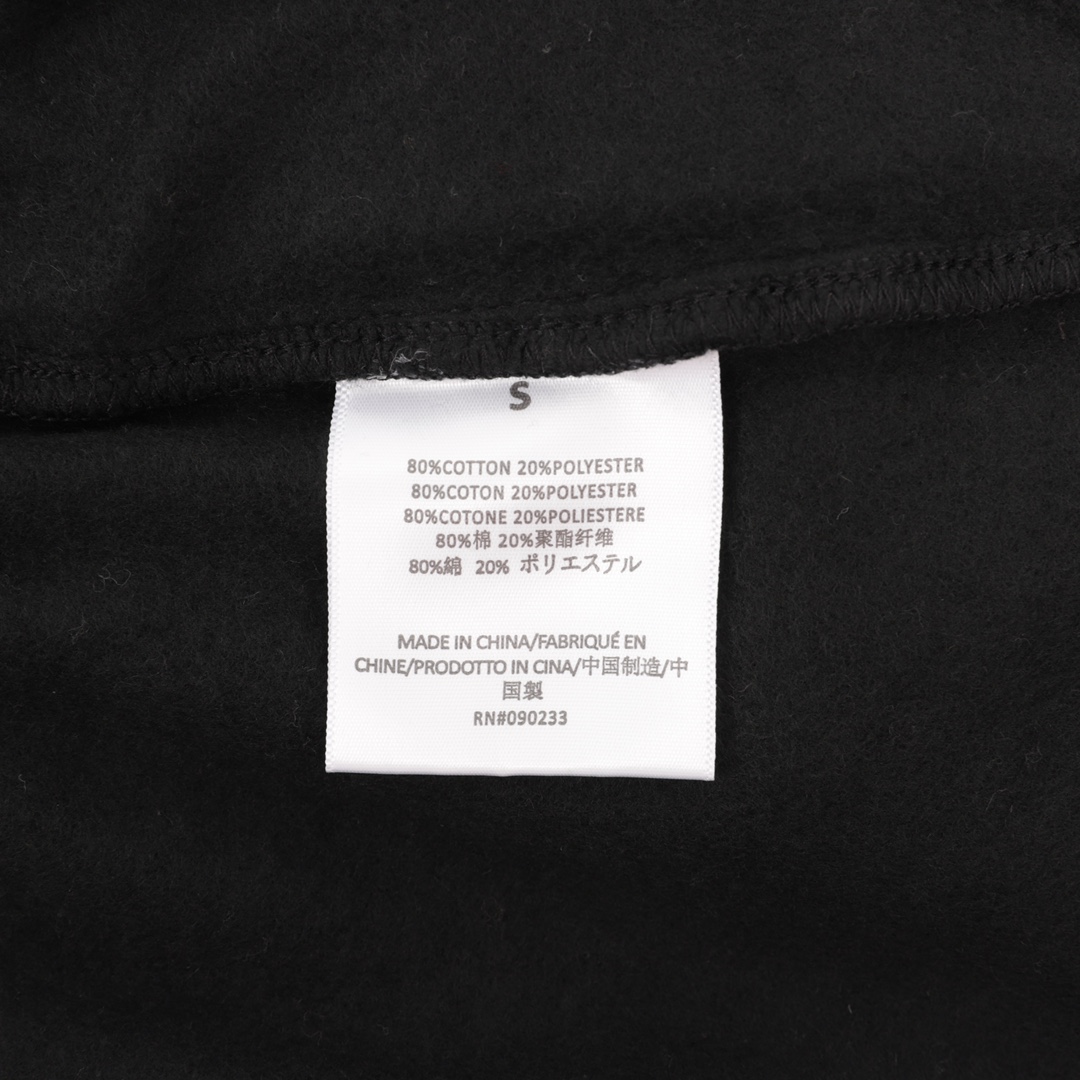 S
80%COTTON 20%POLYESTER
80%COTON 20%POLYESTER
80%COTONE 20%POLIESTERE
80%棉 20%聚酯纤维
80%綿 20% ポリエステル
MADE IN CHINA/FABRIQUÉ EN
CHINE/PRODOTTO IN CINA/中国制造/中
国製
RN#090233